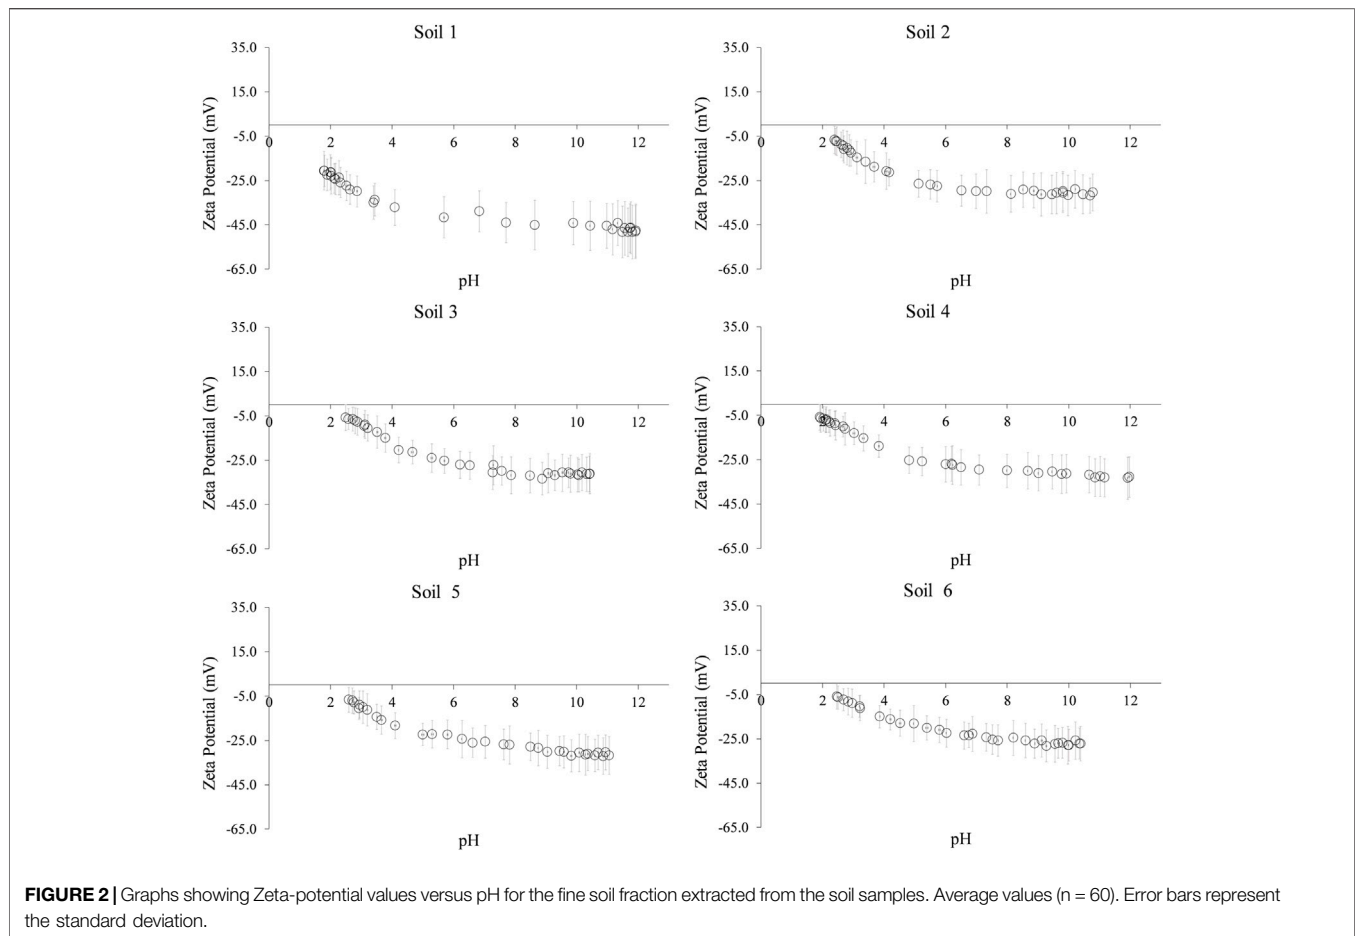 Soil 1
35.0
15.0
-5.0
-25.0
-45.0
-65.0
0 2 4 6 8 10 12
Zeta Potential (mV)
pH
Soil 2
35.0
15.0
-5.0
-25.0
-45.0
-65.0
0 2 4 6 8 10 12
Zeta Potential (mV)
pH
Soil 3
35.0
15.0
-5.0
-25.0
-45.0
-65.0
0 2 4 6 8 10 12
Zeta Potential (mV)
pH
Soil 4
35.0
15.0
-5.0
-25.0
-45.0
-65.0
0 2 4 6 8 10 12
Zeta Potential (mV)
pH
Soil 5
35.0
15.0
-5.0
-25.0
-45.0
-65.0
0 2 4 6 8 10 12
Zeta Potential (mV)
pH
Soil 6
35.0
15.0
-5.0
-25.0
-45.0
-65.0
0 2 4 6 8 10 12
Zeta Potential (mV)
pH
FIGURE 2 | Graphs showing Zeta-potential values versus pH for the fine soil fraction extracted from the soil samples. Average values (n = 60). Error bars represent
the standard deviation.